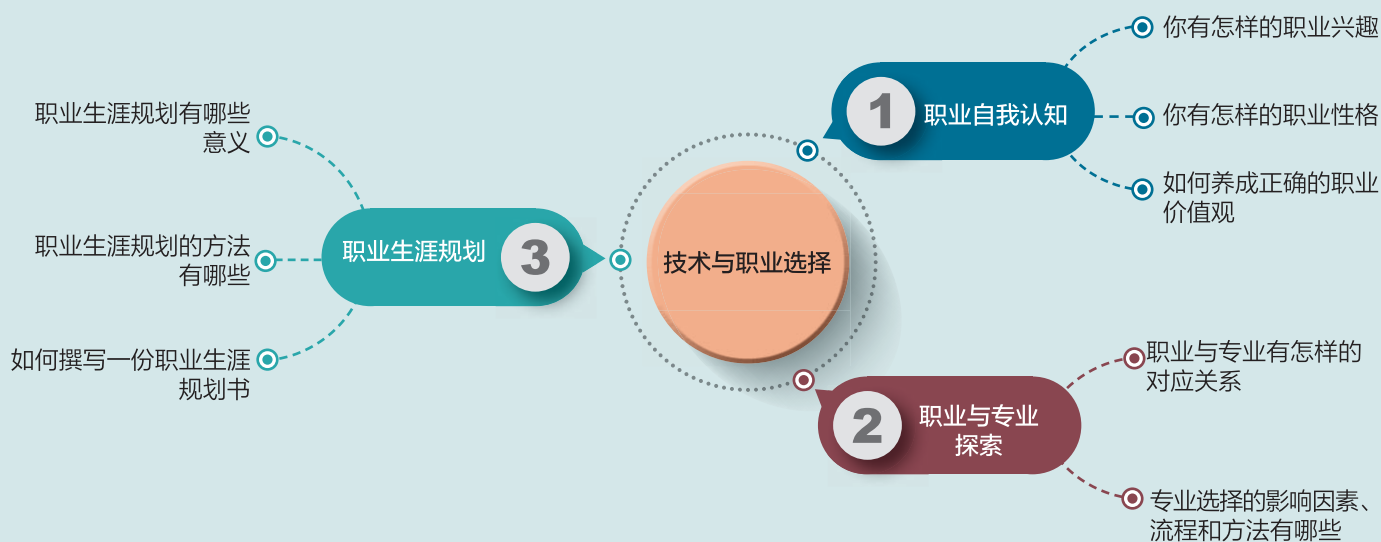 技术与职业选择
1
职业自我认知
你有怎样的职业兴趣
你有怎样的职业性格
如何养成正确的职业
价值观
2
职业与专业
探索
职业与专业有怎样的
对应关系
专业选择的影响因素、
流程和方法有哪些
3
职业生涯规划
职业生涯规划有哪些
意义
职业生涯规划的方法
有哪些
如何撰写一份职业生涯
规划书